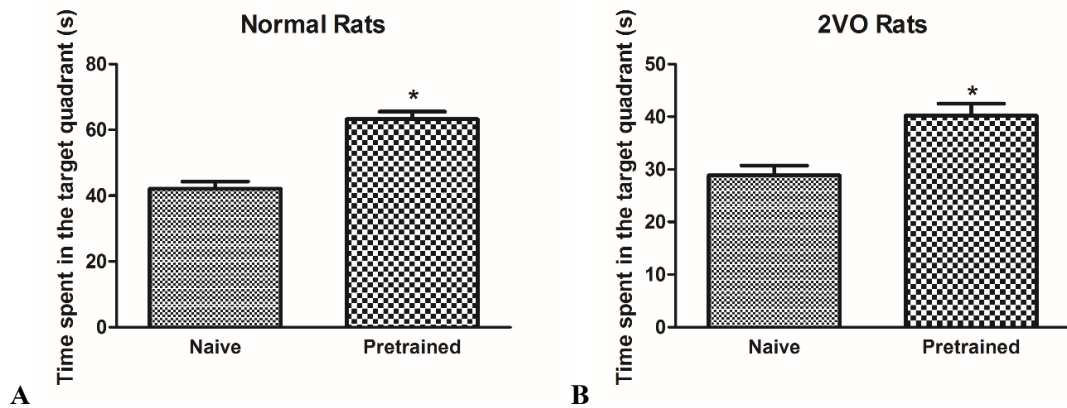 Normal Rats
Time spent in the target quadrant (s)
80
60
40
20
0
*
Naive
Pretrained
A
2VO Rats
Time spent in the target quadrant (s)
50
40
30
20
10
0
*
Naive
Pretrained
B